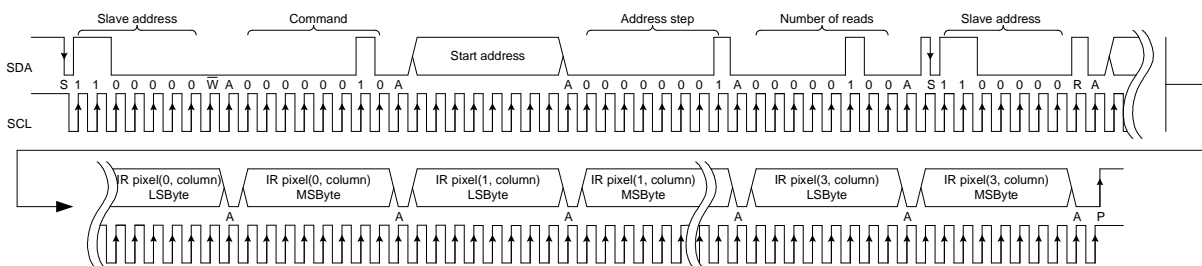 Slave address Command Address step Number of reads Slave address
SDA
Start address
S 1 1 0 0 0 0 0 W̅ A 0 0 0 0 0 0 1 0 A A 0 0 0 0 0 0 0 1 A 0 0 0 0 0 1 0 0 A S 1 1 0 0 0 0 0 R A
SCL
IR pixel(0, column) IR pixel(0, column) IR pixel(1, column) IR pixel(1, column) IR pixel(3, column) IR pixel(3, column)
LSByte MSByte LSByte MSByte LSByte MSByte
A A A A A A P